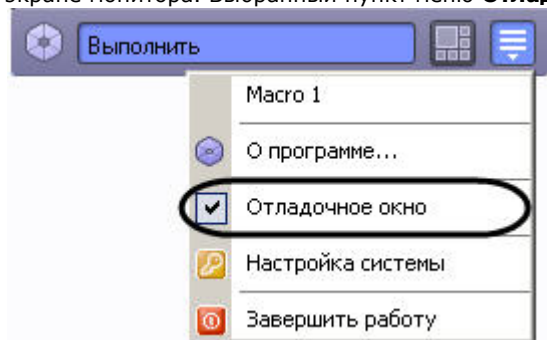 экране монитора. Выбранный пункт меню Отлад
Выполнить
Macro 1
О программе...
Отладочное окно
Настройка системы
Завершить работу